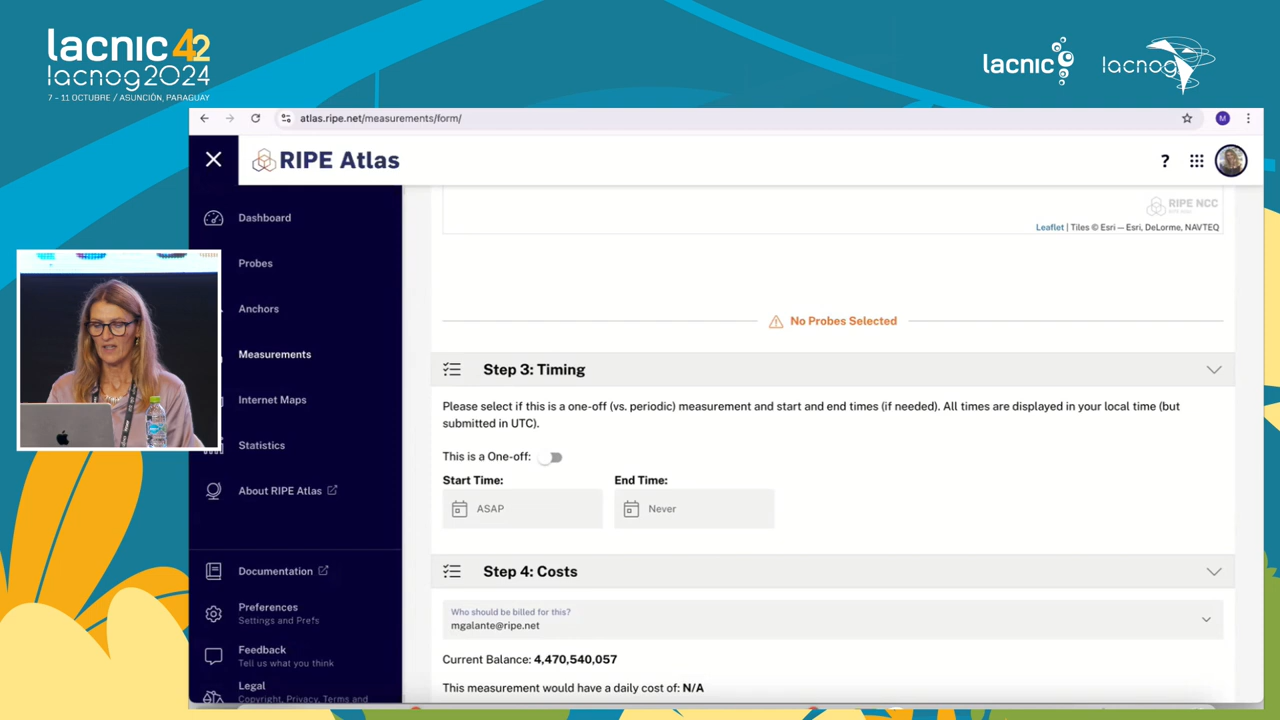 lacnic 42
lacnog2024
7 - 11 OCTUBRE / ASUNCIÓN, PARAGUAY
lacnic
lacnog
atlas.ripe.net/measurements/form/
M
RIPE Atlas
?
Dashboard
Probes
Anchors
Measurements
Internet Maps
Statistics
About RIPE Atlas
Documentation
Preferences
Settings and Prefs
Feedback
Tell us what you think
Legal
Copyright, Privacy, Terms and
RIPE NCC
Leaflet | Tiles © Esri — Esri, DeLorme, NAVTEQ
No Probes Selected
Step 3: Timing
Please select if this is a one-off (vs. periodic) measurement and start and end times (if needed). All times are displayed in your local time (but
submitted in UTC).
This is a One-off:
Start Time:
End Time:
ASAP
Never
Step 4: Costs
Who should be billed for this?
mgalante@ripe.net
Current Balance: 4,470,540,057
This measurement would have a daily cost of: N/A